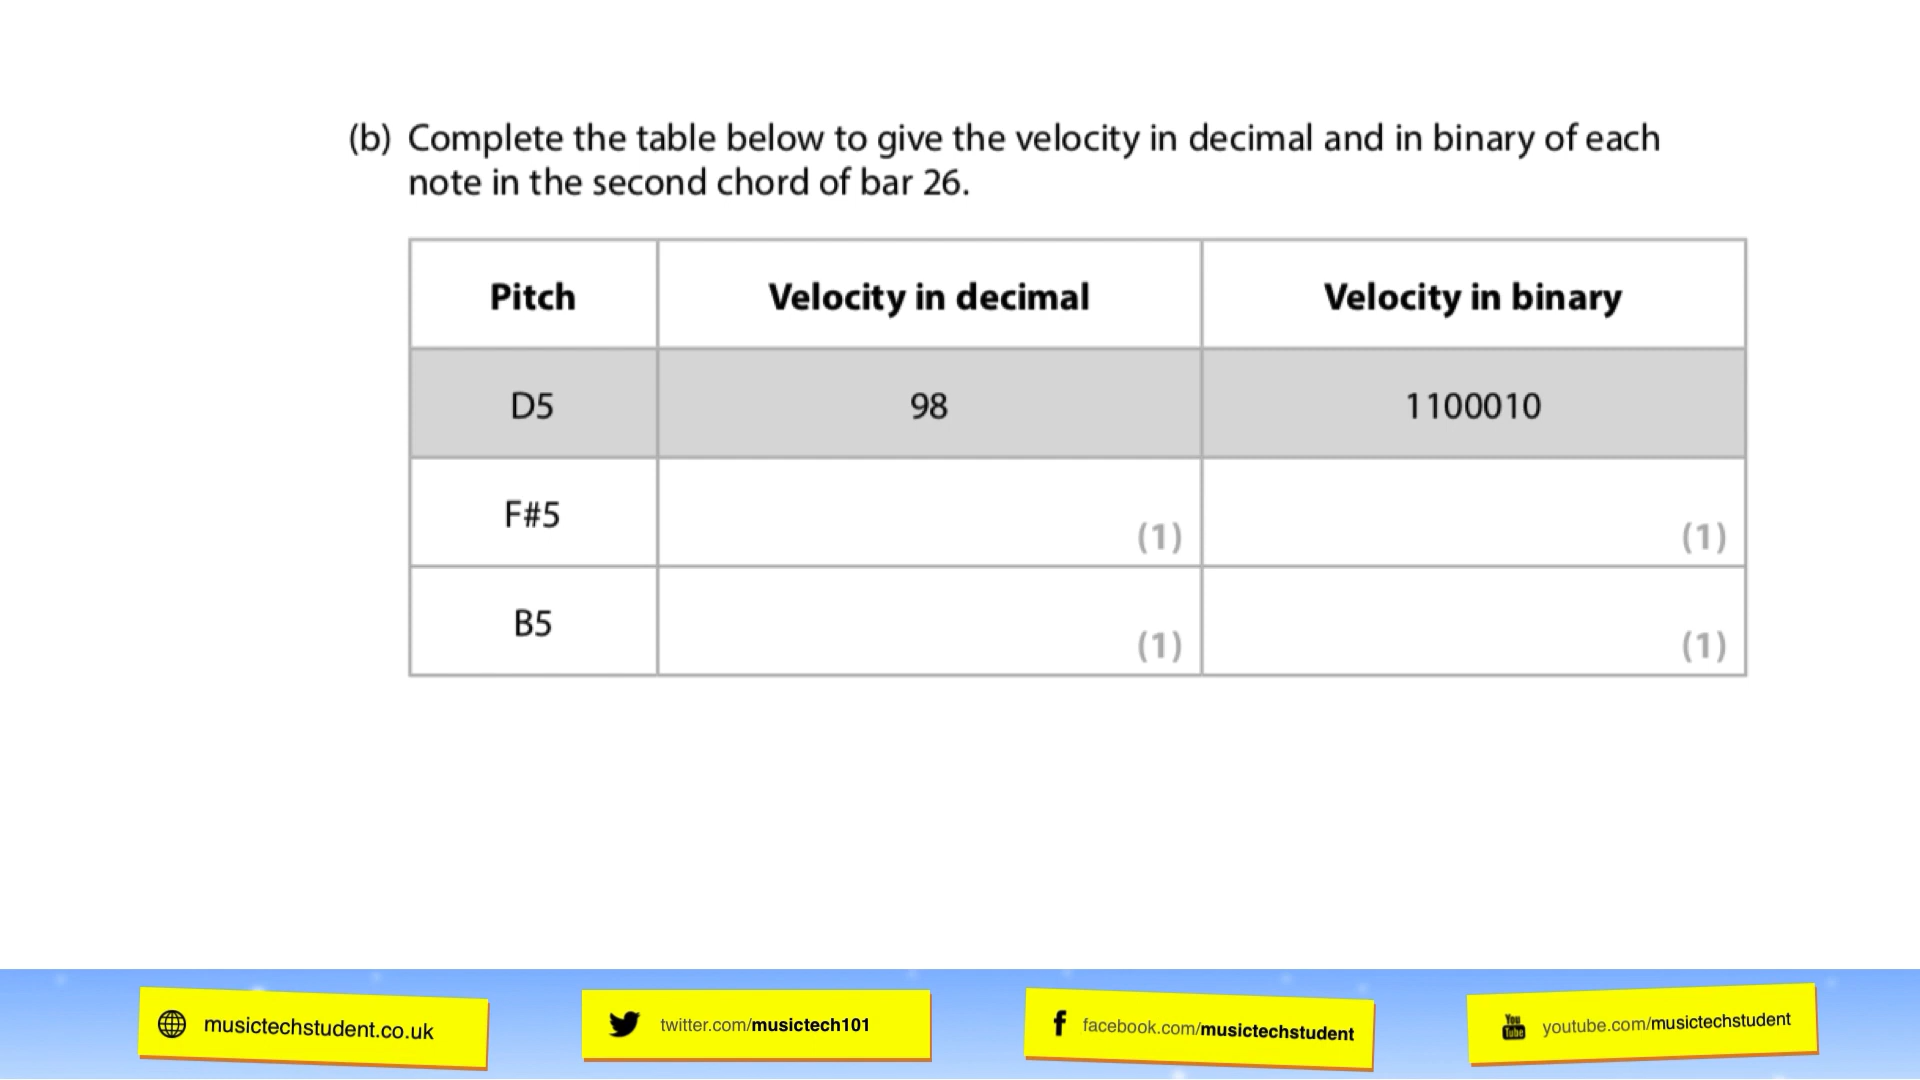 (b) Complete the table below to give the velocity in decimal and in binary of each
note in the second chord of bar 26.
Pitch Velocity in decimal Velocity in binary
D5 98 1100010
F#5 (1) (1)
B5 (1) (1)
musictechstudent.co.uk
twitter.com/musictech101
f facebook.com/musictechstudent
You Tube youtube.com/musictechstudent